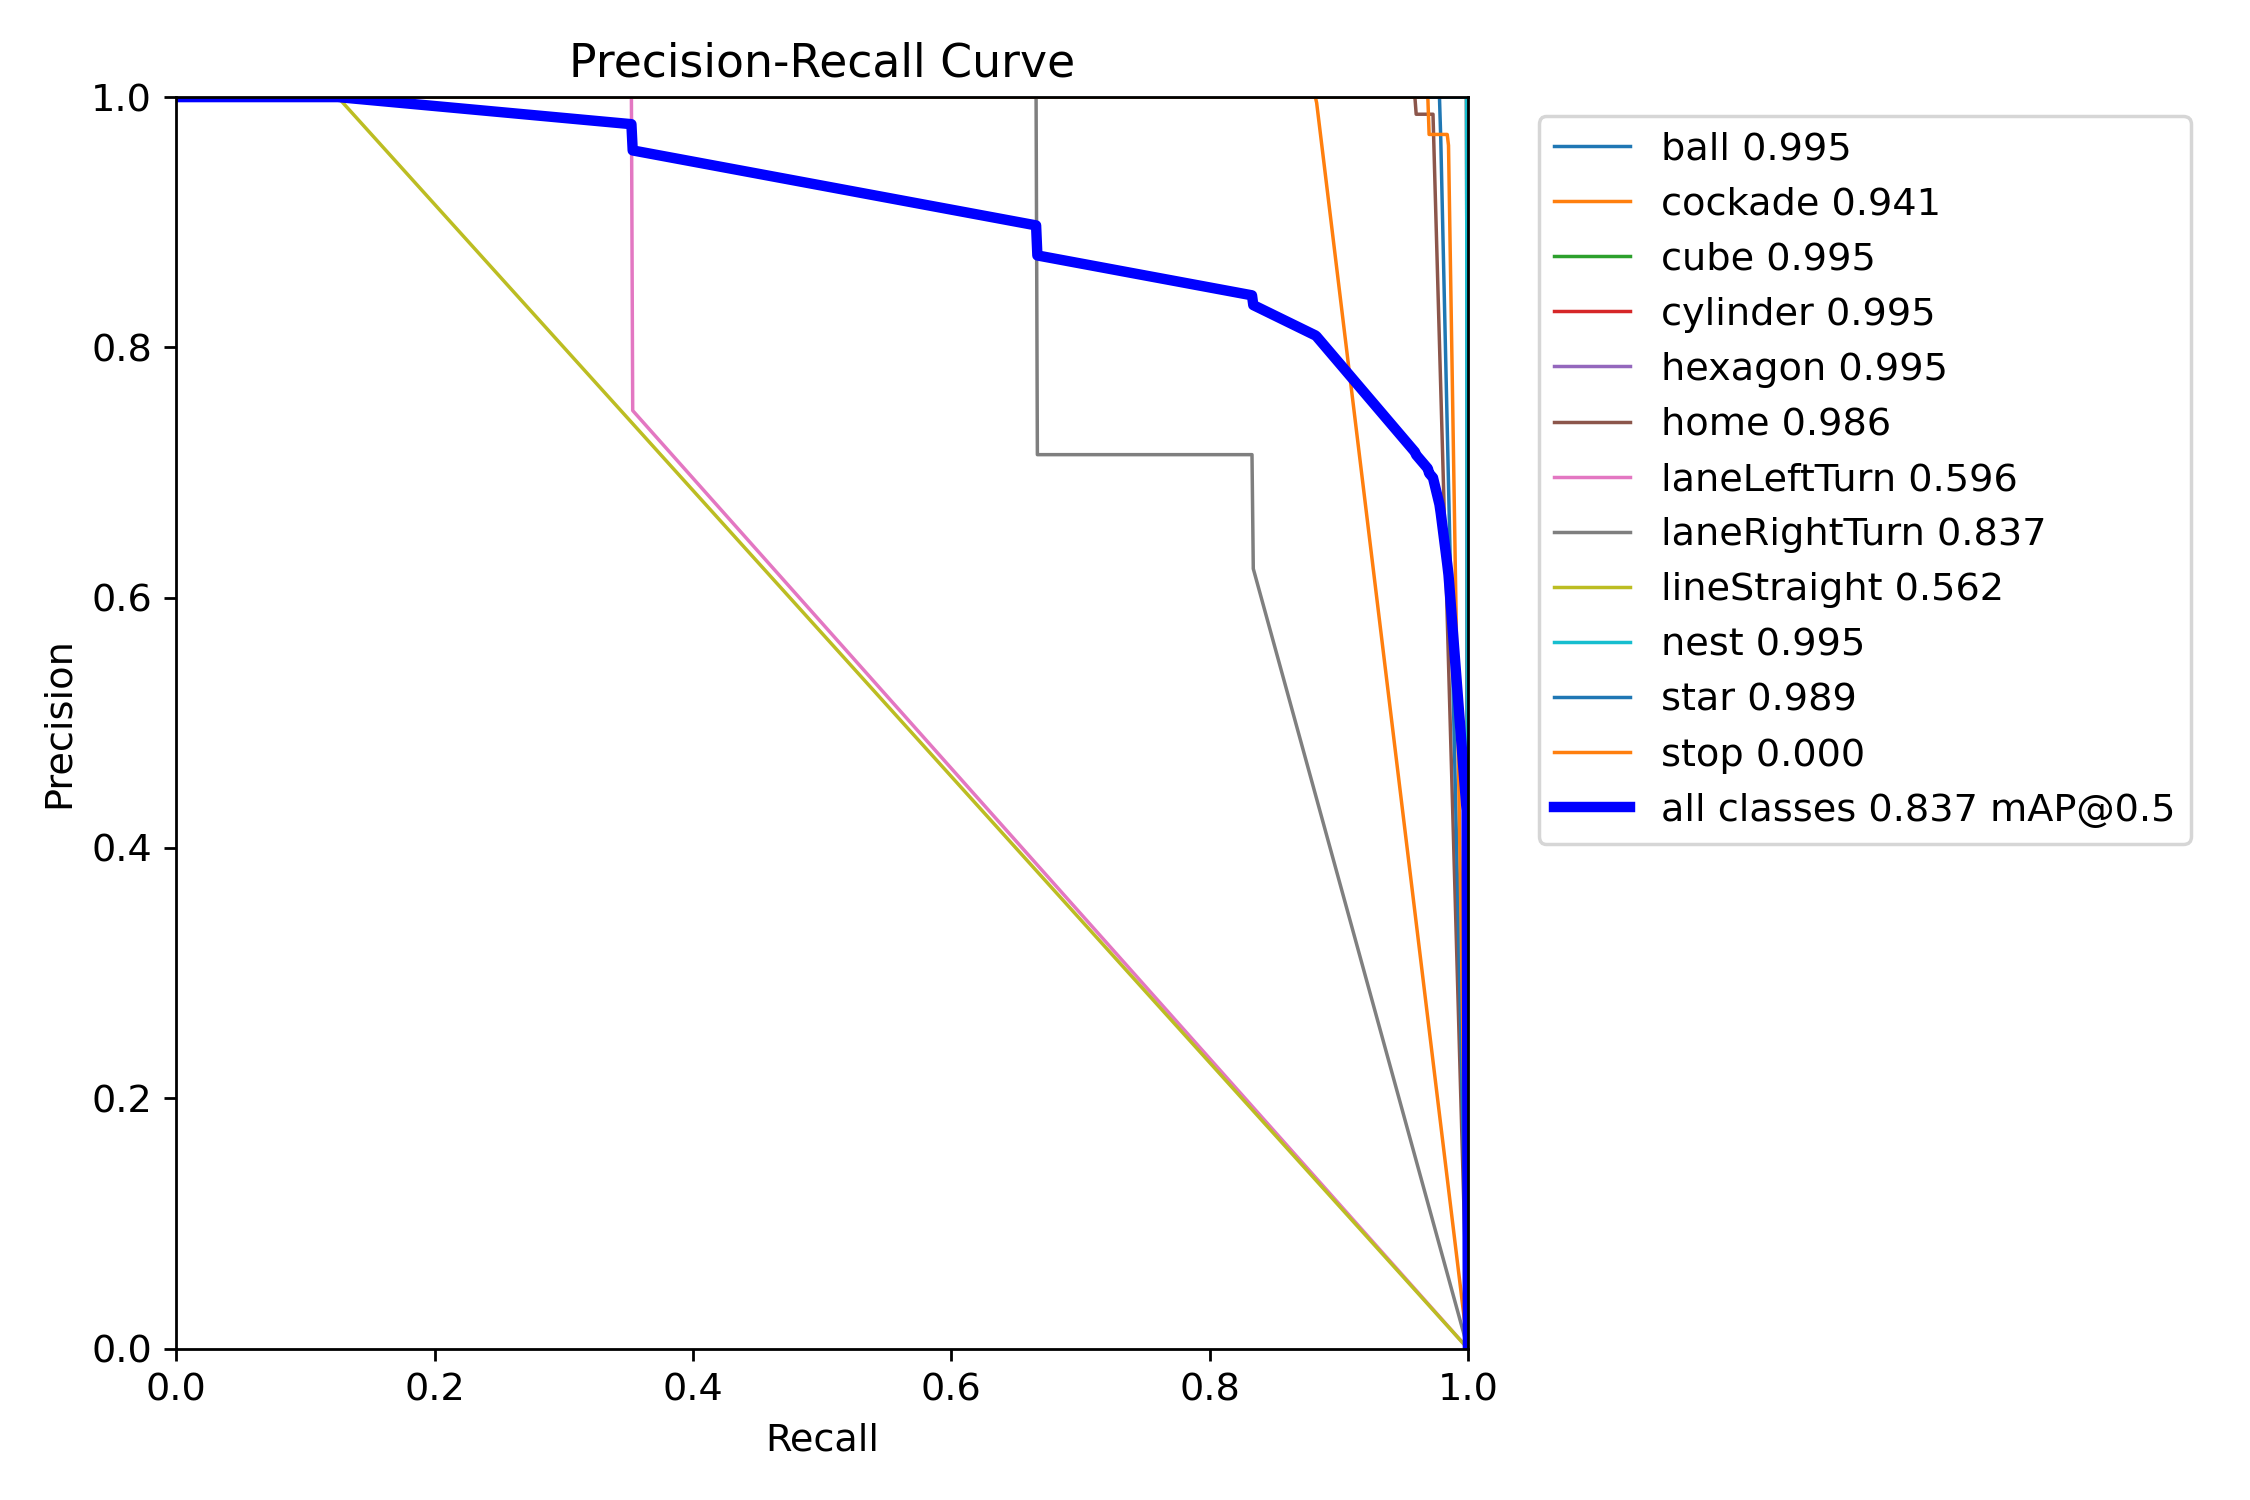 Precision-Recall Curve
1.0
0.8
0.6
0.4
0.2
0.0
Precision
0.0 0.2 0.4 0.6 0.8 1.0
Recall
ball 0.995
cockade 0.941
cube 0.995
cylinder 0.995
hexagon 0.995
home 0.986
laneLeftTurn 0.596
laneRightTurn 0.837
lineStraight 0.562
nest 0.995
star 0.989
stop 0.000
all classes 0.837 mAP@0.5